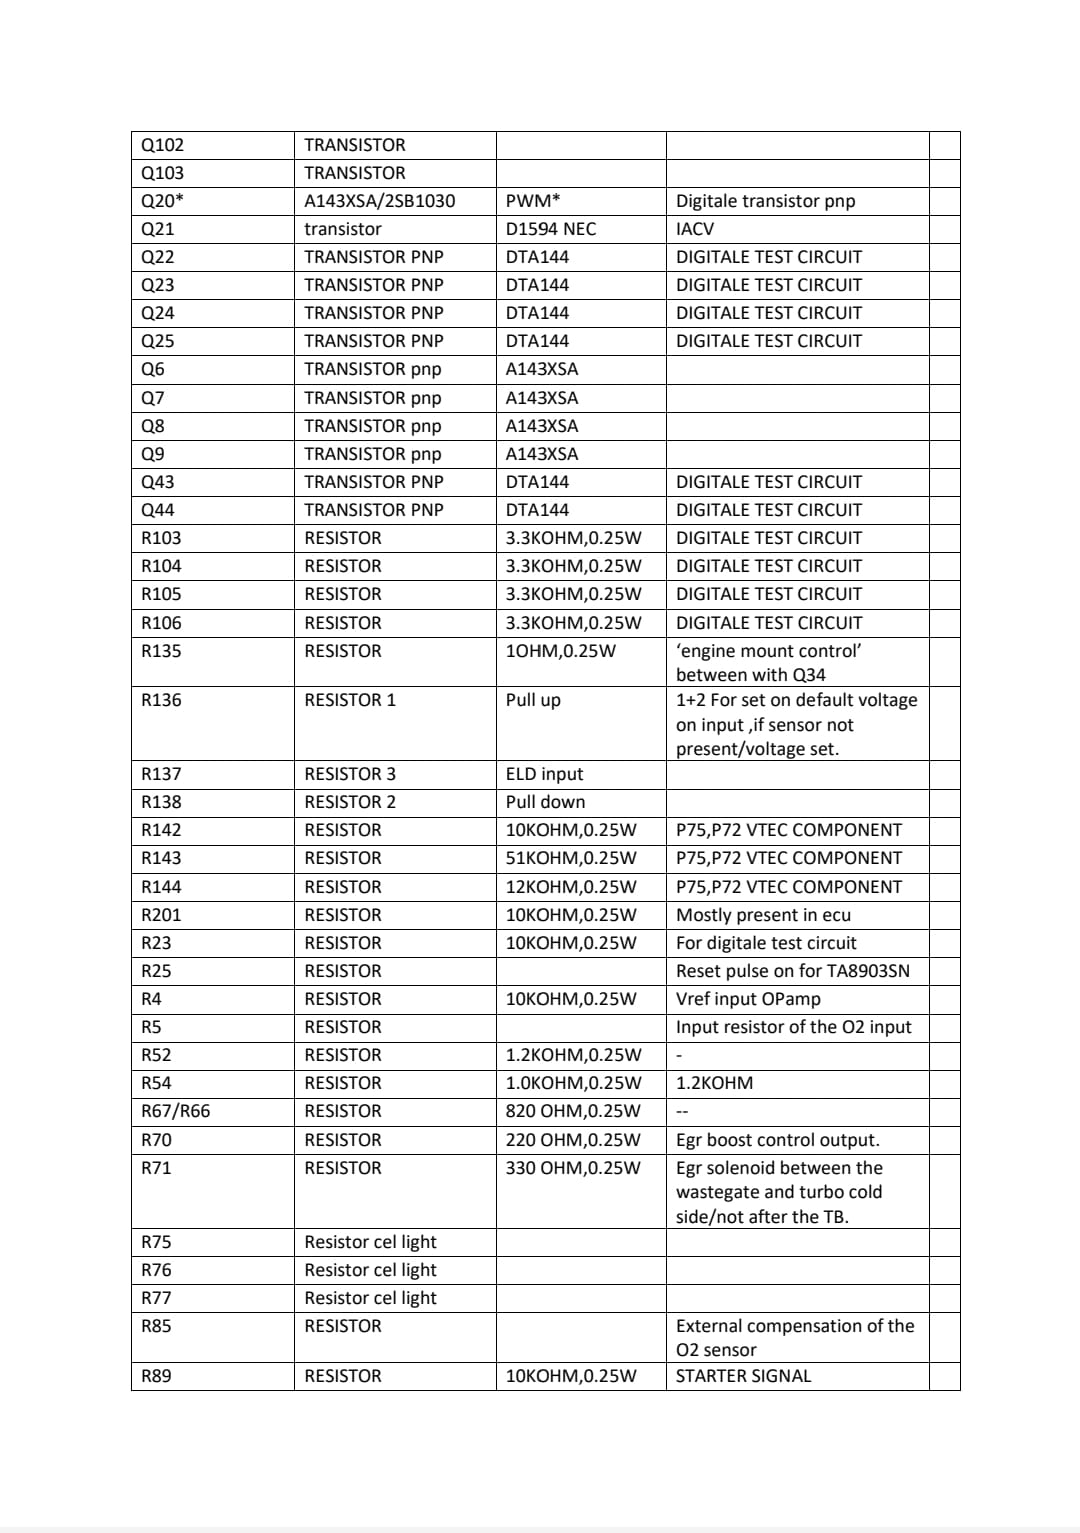 Q102 TRANSISTOR
Q103 TRANSISTOR
Q20* A143XSA/2SB1030 PWM* Digitale transistor pnp
Q21 transistor D1594 NEC IACV
Q22 TRANSISTOR PNP DTA144 DIGITALE TEST CIRCUIT
Q23 TRANSISTOR PNP DTA144 DIGITALE TEST CIRCUIT
Q24 TRANSISTOR PNP DTA144 DIGITALE TEST CIRCUIT
Q25 TRANSISTOR PNP DTA144 DIGITALE TEST CIRCUIT
Q6 TRANSISTOR pnp A143XSA
Q7 TRANSISTOR pnp A143XSA
Q8 TRANSISTOR pnp A143XSA
Q9 TRANSISTOR pnp A143XSA
Q43 TRANSISTOR PNP DTA144 DIGITALE TEST CIRCUIT
Q44 TRANSISTOR PNP DTA144 DIGITALE TEST CIRCUIT
R103 RESISTOR 3.3KOHM,0.25W DIGITALE TEST CIRCUIT
R104 RESISTOR 3.3KOHM,0.25W DIGITALE TEST CIRCUIT
R105 RESISTOR 3.3KOHM,0.25W DIGITALE TEST CIRCUIT
R106 RESISTOR 3.3KOHM,0.25W DIGITALE TEST CIRCUIT
R135 RESISTOR 1OHM,0.25W ‘engine mount control’
between with Q34
R136 RESISTOR 1 Pull up 1+2 For set on default voltage
on input ,if sensor not
present/voltage set.
R137 RESISTOR 3 ELD input
R138 RESISTOR 2 Pull down
R142 RESISTOR 10KOHM,0.25W P75,P72 VTEC COMPONENT
R143 RESISTOR 51KOHM,0.25W P75,P72 VTEC COMPONENT
R144 RESISTOR 12KOHM,0.25W P75,P72 VTEC COMPONENT
R201 RESISTOR 10KOHM,0.25W Mostly present in ecu
R23 RESISTOR 10KOHM,0.25W For digitale test circuit
R25 RESISTOR Reset pulse on for TA8903SN
R4 RESISTOR 10KOHM,0.25W Vref input OPamp
R5 RESISTOR Input resistor of the O2 input
R52 RESISTOR 1.2KOHM,0.25W -
R54 RESISTOR 1.0KOHM,0.25W 1.2KOHM
R67/R66 RESISTOR 820 OHM,0.25W --
R70 RESISTOR 220 OHM,0.25W Egr boost control output.
R71 RESISTOR 330 OHM,0.25W Egr solenoid between the
wastegate and turbo cold
side/not after the TB.
R75 Resistor cel light
R76 Resistor cel light
R77 Resistor cel light
R85 RESISTOR External compensation of the
O2 sensor
R89 RESISTOR 10KOHM,0.25W STARTER SIGNAL